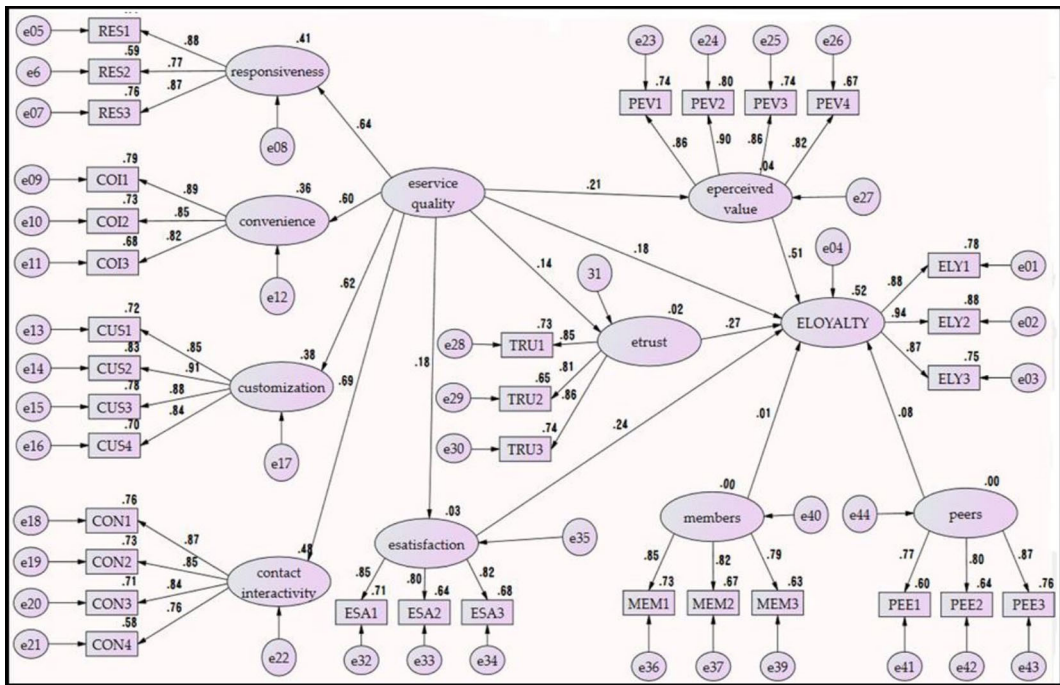 e05
RES1
.88
.59
e6
RES2
.77
.76
e07
RES3
.87
.41
responsiveness
e08
.64
.79
e09
COI1
.89
.73
e10
COI2
.85
.68
e11
COI3
.82
.36
convenience
e12
.60
.72
e13
CUS1
.85
.83
e14
CUS2
.91
.78
e15
CUS3
.88
.70
e16
CUS4
.84
.38
customization
e17
.62
.76
e18
CON1
.87
.73
e19
CON2
.85
.71
e20
CON3
.84
.58
e21
CON4
.76
.48
contact
interactivity
e22
.69
eservice
quality
.21
.18
.14
.18
e23
e24
e25
e26
.74
.80
.74
.67
PEV1
PEV2
PEV3
PEV4
.86
.90
.86
.82
.04
eperceived
value
e27
.51
31
.02
etrust
.27
e28
.73
TRU1
.85
e29
.65
TRU2
.81
.86
e30
.74
TRU3
.24
e04
.52
ELOYALTY
.88
.94
.87
.78
ELY1
e01
.88
ELY2
e02
.75
ELY3
e03
.01
.08
.03
esatisfaction
e35
.85
.80
.82
.71
.64
.68
ESA1
ESA2
ESA3
e32
e33
e34
.00
members
e40
.85
.82
.79
.73
.67
.63
MEM1
MEM2
MEM3
e36
e37
e39
.00
e44
peers
.77
.80
.87
.60
.64
.76
PEE1
PEE2
PEE3
e41
e42
e43